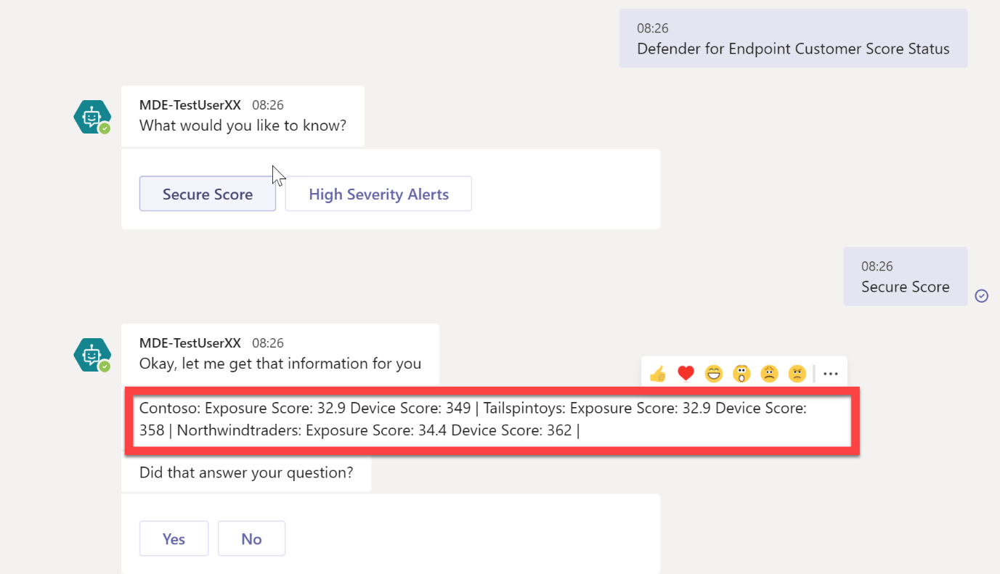 08:26
Defender for Endpoint Customer Score Status
MDE-TestUserXX 08:26
What would you like to know?
Secure Score High Severity Alerts
08:26
Secure Score
MDE-TestUserXX 08:26
Okay, let me get that information for you
Contoso: Exposure Score: 32.9 Device Score: 349 | Tailspintoys: Exposure Score: 32.9 Device Score:
358 | Northwindtraders: Exposure Score: 34.4 Device Score: 362 |
Did that answer your question?
Yes No